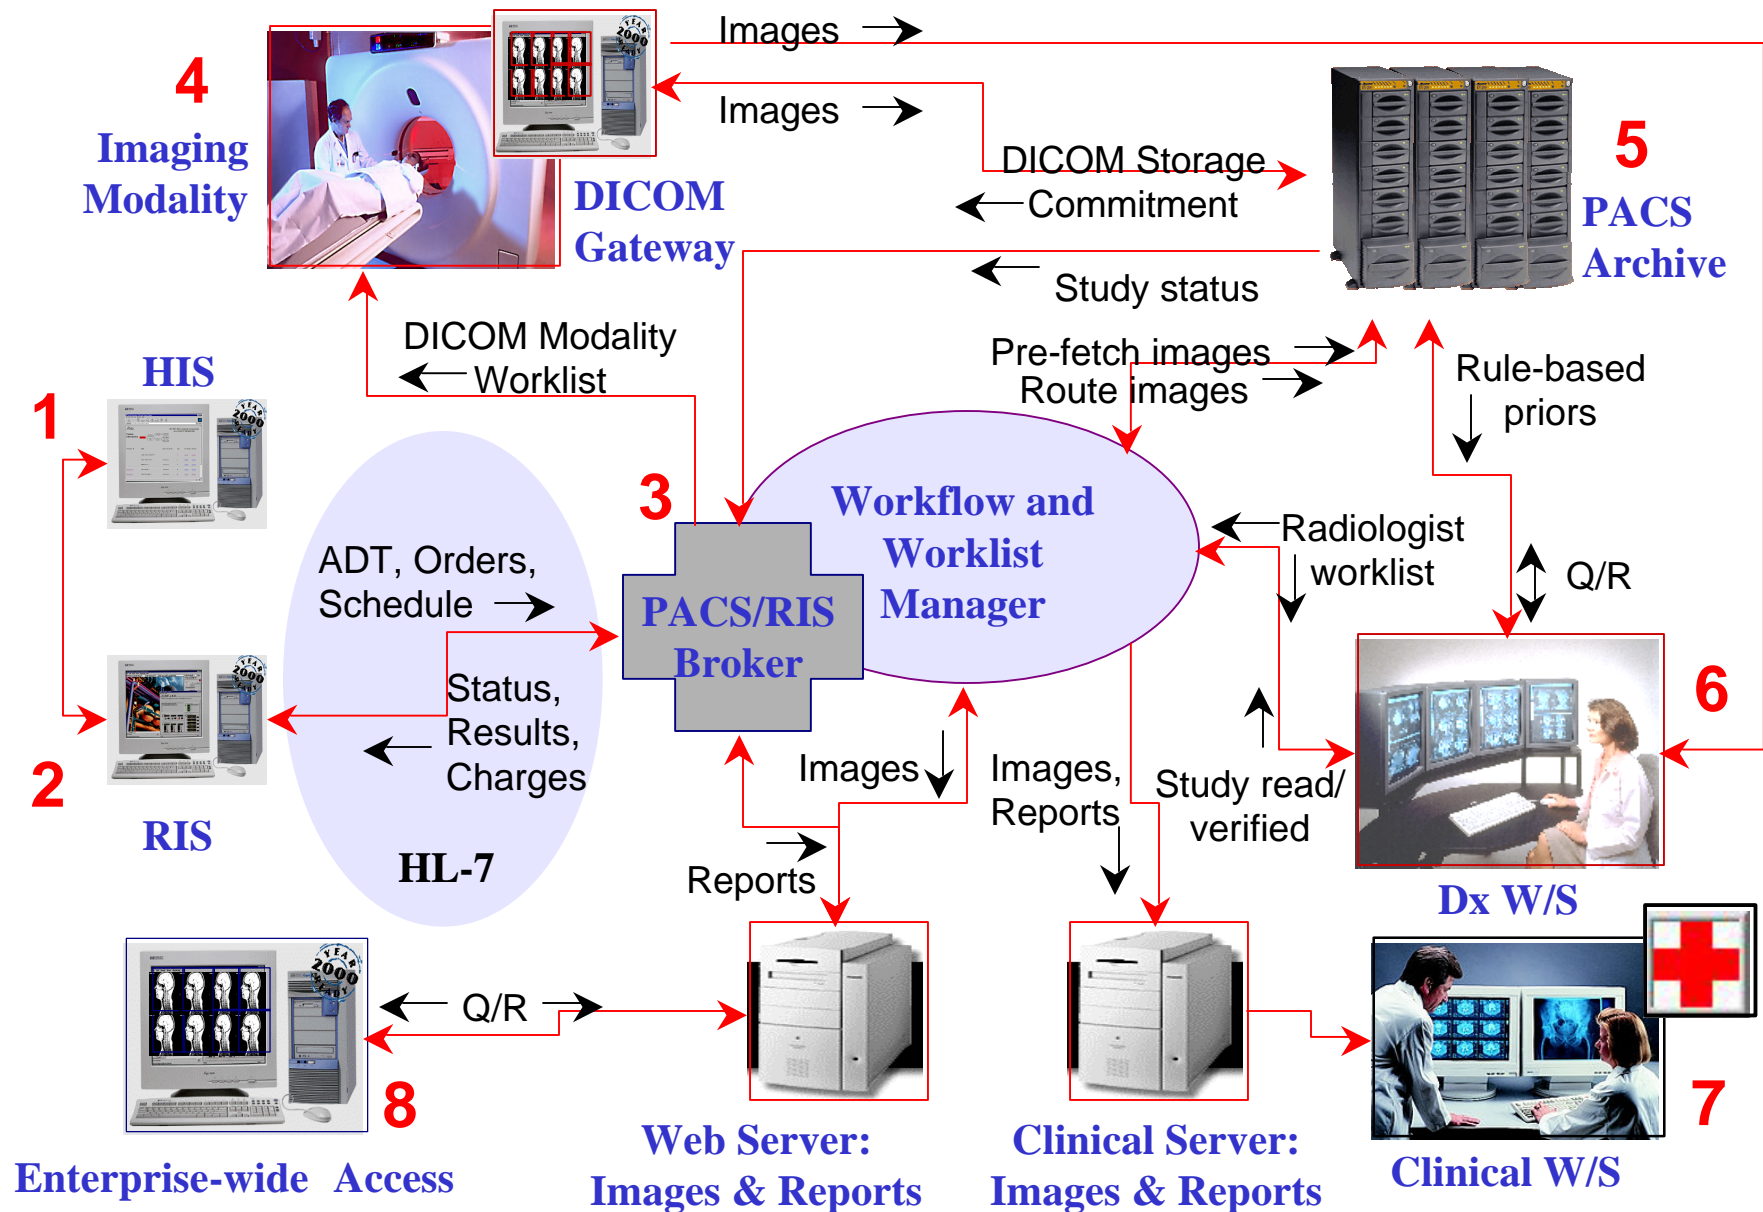 Images
4
Images
5
Imaging
Modality
DICOM Storage
Commitment
DICOM
Gateway
PACS
Archive
Study status
DICOM Modality
Worklist
Pre-fetch images
Route images
Rule-based
priors
HIS
1
YEAR
2000
READY
3
Workflow and
Worklist
Manager
Radiologist
worklist
Q/R
ADT, Orders,
Schedule
PACS/RIS
Broker
Status,
Results,
Charges
2
RIS
HL-7
6
Images
Images,
Reports
Study read/
verified
Reports
Dx W/S
Q/R
8
7
Web Server:
Images & Reports
Clinical Server:
Images & Reports
Clinical W/S
Enterprise-wide Access